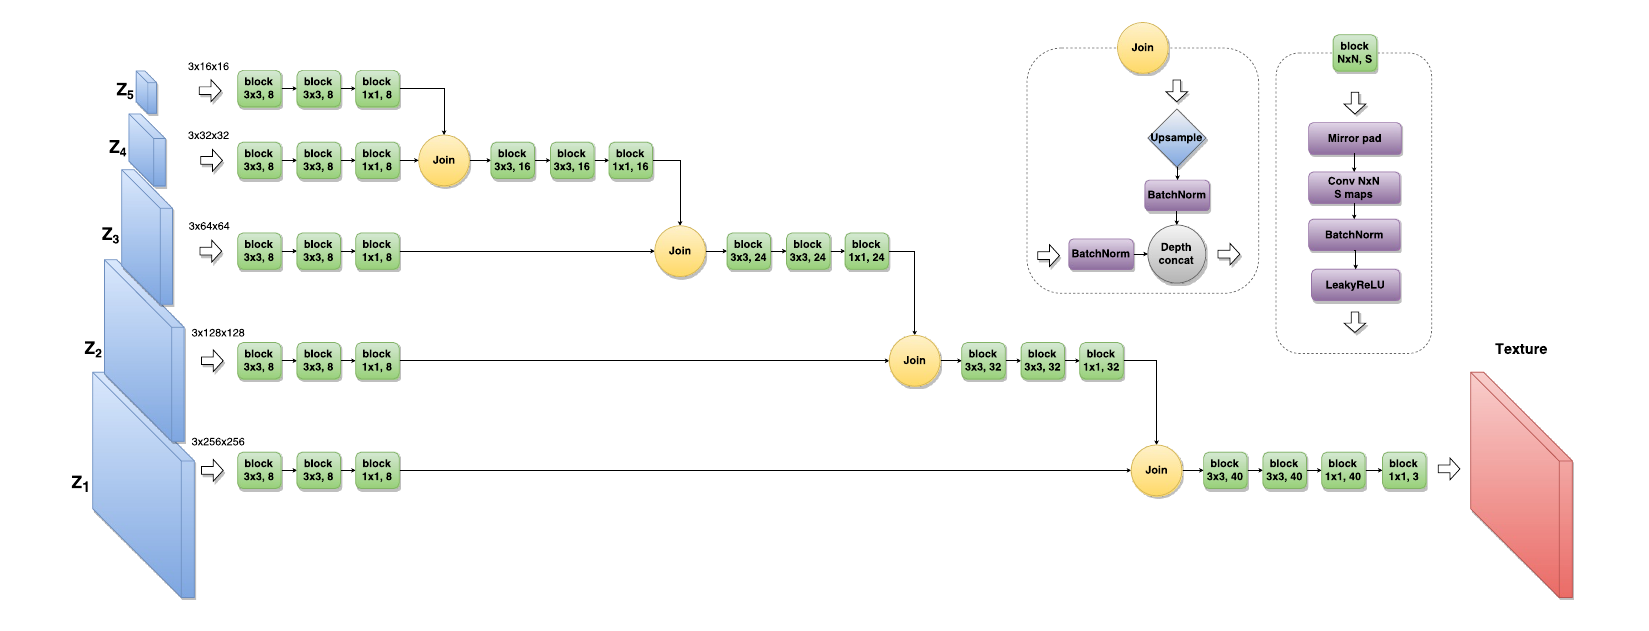 Z5
3x16x16
block
3x3, 8
block
3x3, 8
block
1x1, 8
Z4
3x32x32
block
3x3, 8
block
3x3, 8
block
1x1, 8
Join
block
3x3, 16
block
3x3, 16
block
1x1, 16
Z3
3x64x64
block
3x3, 8
block
3x3, 8
block
1x1, 8
Join
block
3x3, 24
block
3x3, 24
block
1x1, 24
Z2
3x128x128
block
3x3, 8
block
3x3, 8
block
1x1, 8
Join
block
3x3, 32
block
3x3, 32
block
1x1, 32
Z1
3x256x256
block
3x3, 8
block
3x3, 8
block
1x1, 8
Join
block
3x3, 40
block
3x3, 40
block
1x1, 40
block
1x1, 3
Join
Upsample
BatchNorm
BatchNorm
Depth
concat
block
NxN, S
Mirror pad
Conv NxN
S maps
BatchNorm
LeakyReLU
Texture